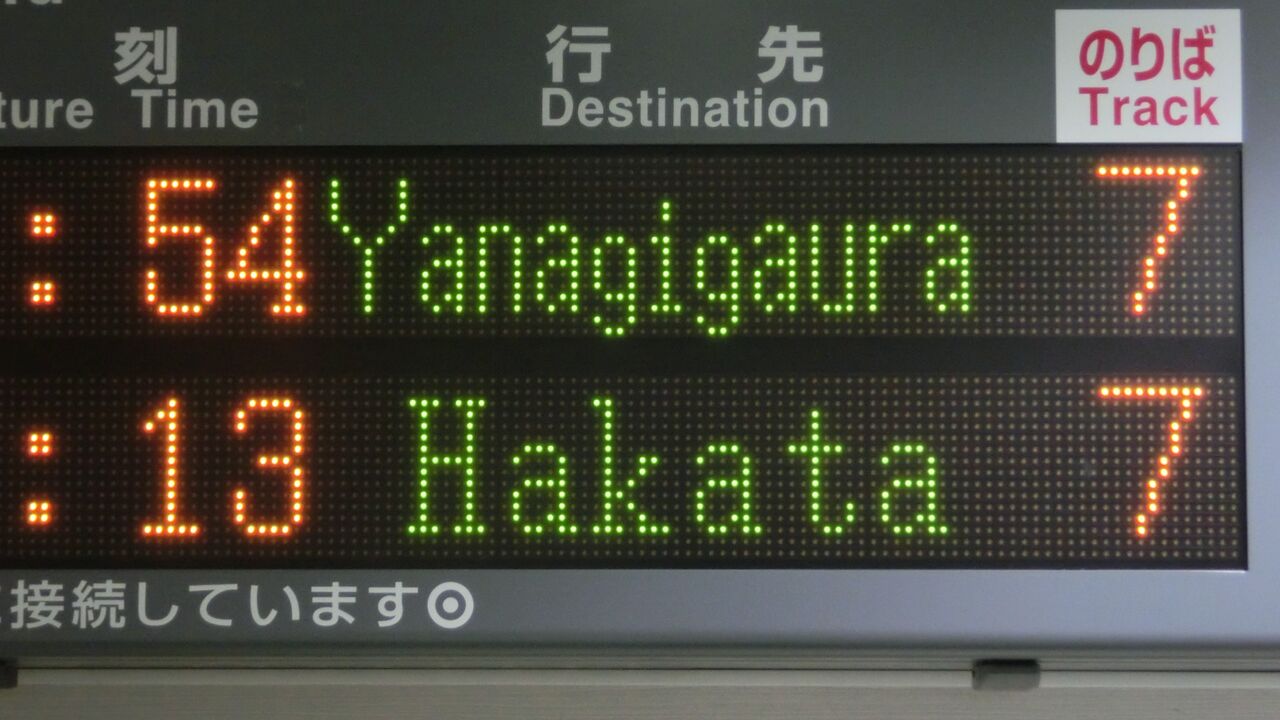 刻 行先 のりば
Time Destination Track
: 54 Yanagigaura 7
: 13 Hakata 7
接続しています◎